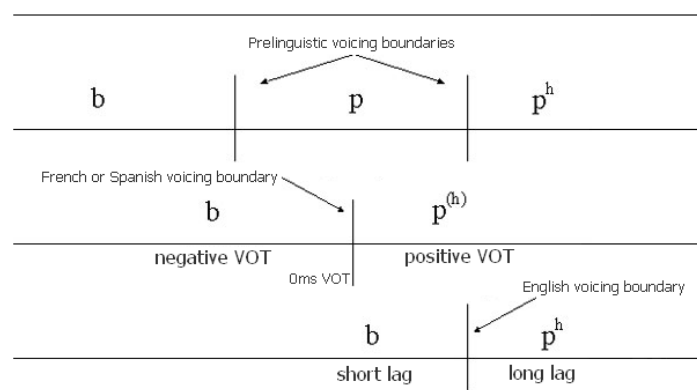 Prelinguistic voicing boundaries
b p pʰ
French or Spanish voicing boundary
b p⁽ʰ⁾
negative VOT positive VOT
0ms VOT
English voicing boundary
b pʰ
short lag long lag